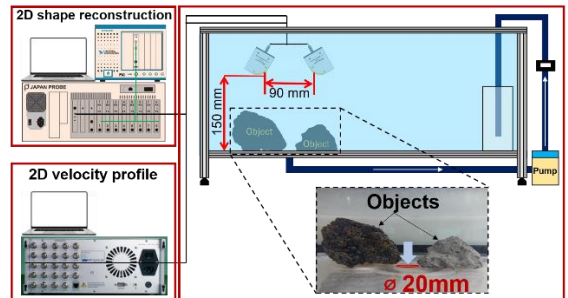 2D shape reconstruction
JAPAN PROBE
2D velocity profile
90 mm
150 mm
Object
Object
Pump
Objects
ø 20mm